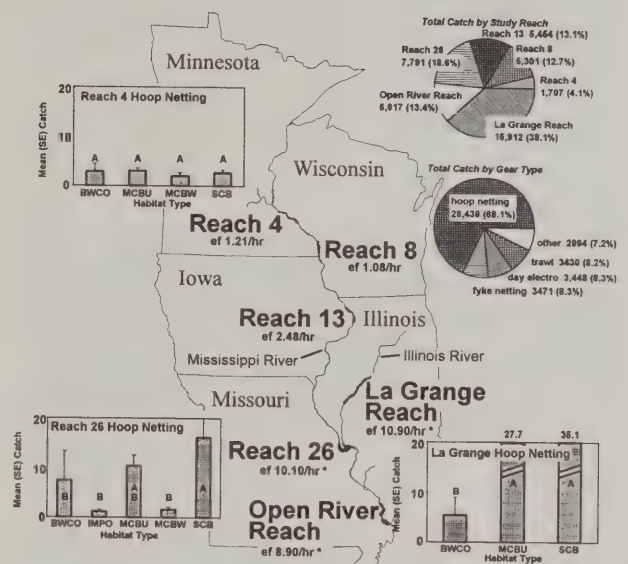 Total Catch by Study Reach
Reach 13 5,454 (13.1%)
Reach 26
7,791 (18.6%)
Reach 8
5,301 (12.7%)
Reach 4
1,707 (4.1%)
Open River Reach
5,617 (13.4%)
La Grange Reach
15,912 (38.1%)
Minnesota
Reach 4 Hoop Netting
Mean (SE) Catch
20
10
0
A
A
A
A
BWCO
MCBU
MCBW
SCB
Habitat Type
Wisconsin
Total Catch by Gear Type
hoop netting
28,439 (68.1%)
other 2994 (7.2%)
trawl 3430 (8.2%)
day electro 3,448 (8.3%)
fyke netting 3471 (8.3%)
Reach 4
ef 1.21/hr
Reach 8
ef 1.08/hr
Iowa
Reach 13
ef 2.48/hr
Illinois
Mississippi River
Illinois River
Missouri
La Grange
Reach
ef 10.90/hr *
Reach 26
ef 10.10/hr *
Open River
Reach
ef 8.90/hr *
Reach 26 Hoop Netting
Mean (SE) Catch
20
10
0
B
B
A
B
B
A
BWCO
IMPO
MCBU
MCBW
SCB
Habitat Type
27.7
35.1
La Grange Hoop Netting
Mean (SE) Catch
20
10
0
B
A
A
BWCO
MCBU
SCB
Habitat Type